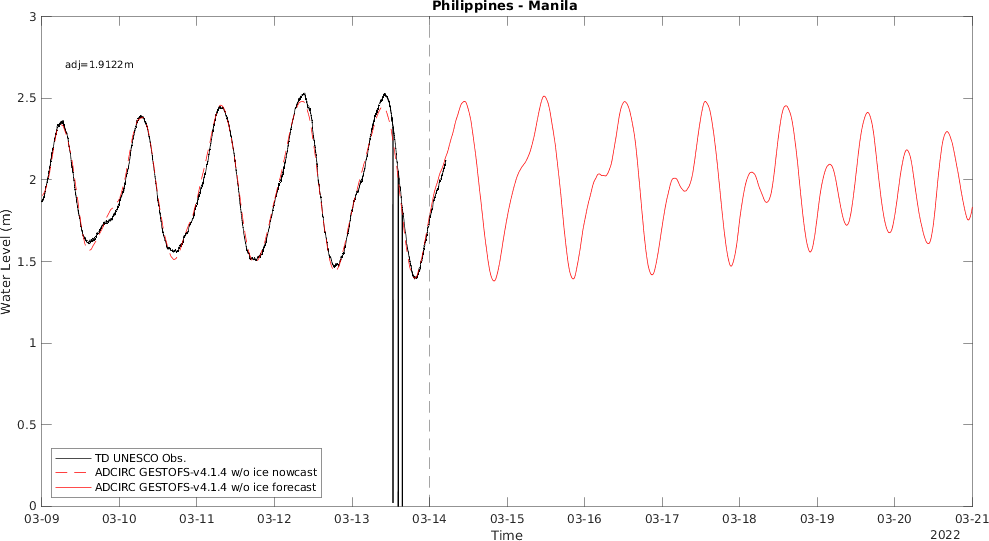 Philippines - Manila
3
adj=1.9122m
2.5
2
1.5
1
0.5
0
Water Level (m)
TD UNESCO Obs.
ADCIRC GESTOFS-v4.1.4 w/o ice nowcast
ADCIRC GESTOFS-v4.1.4 w/o ice forecast
03-09 03-10 03-11 03-12 03-13 03-14 03-15 03-16 03-17 03-18 03-19 03-20 03-21
Time
2022